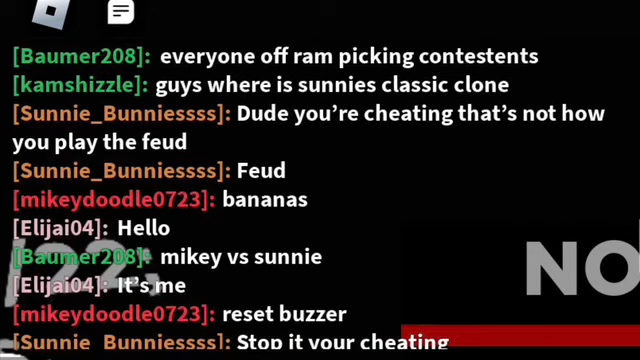 [Baumer208]: everyone off ram picking contestents
[kamshizzle]: guys where is sunnies classic clone
[Sunnie_Bunniessss]: Dude you're cheating that's not how
you play the feud
[Sunnie_Bunniessss]: Feud
[mikeydoodle0723]: bananas
[Elijai04]: Hello
[Baumer208]: mikey vs sunnie
[Elijai04]: It's me
[mikeydoodle0723]: reset buzzer
[Sunnie_Bunniessss]: Stop it your cheating
NO